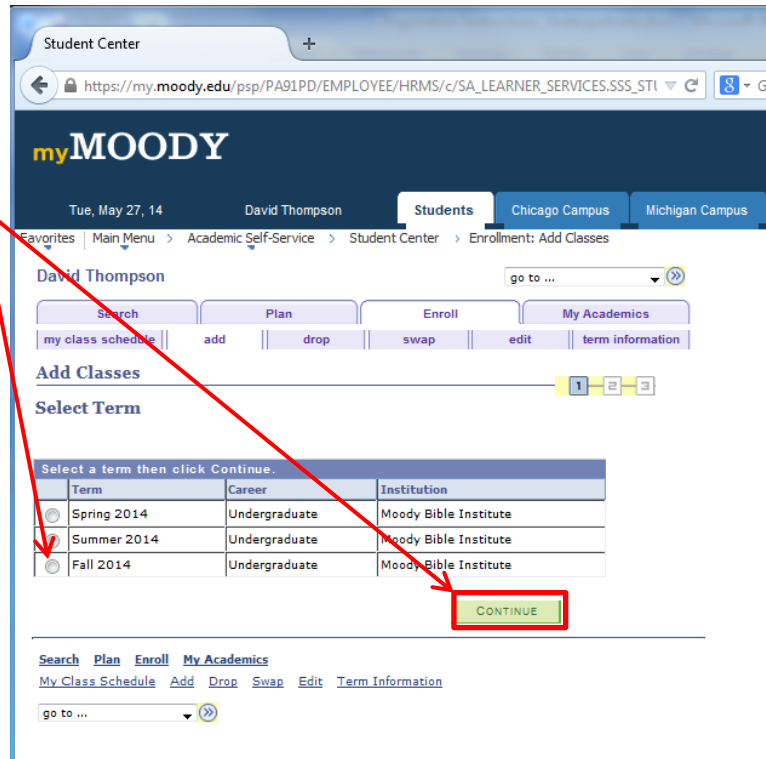 Student Center +
https://my.moody.edu/psp/PA91PD/EMPLOYEE/HRMS/c/SA_LEARNER_SERVICES.SSS_STU 8 G
myMOODY
Tue, May 27, 14 David Thompson Students Chicago Campus Michigan Campus
Favorites | Main Menu > Academic Self-Service > Student Center > Enrollment: Add Classes
David Thompson go to ...
Search Plan Enroll My Academics
my class schedule || add || drop || swap || edit || term information
Add Classes
1 2 3
Select Term
Select a term then click Continue.
Term Career Institution
Spring 2014 Undergraduate Moody Bible Institute
Summer 2014 Undergraduate Moody Bible Institute
Fall 2014 Undergraduate Moody Bible Institute
CONTINUE
Search Plan Enroll My Academics
My Class Schedule Add Drop Swap Edit Term Information
go to ...